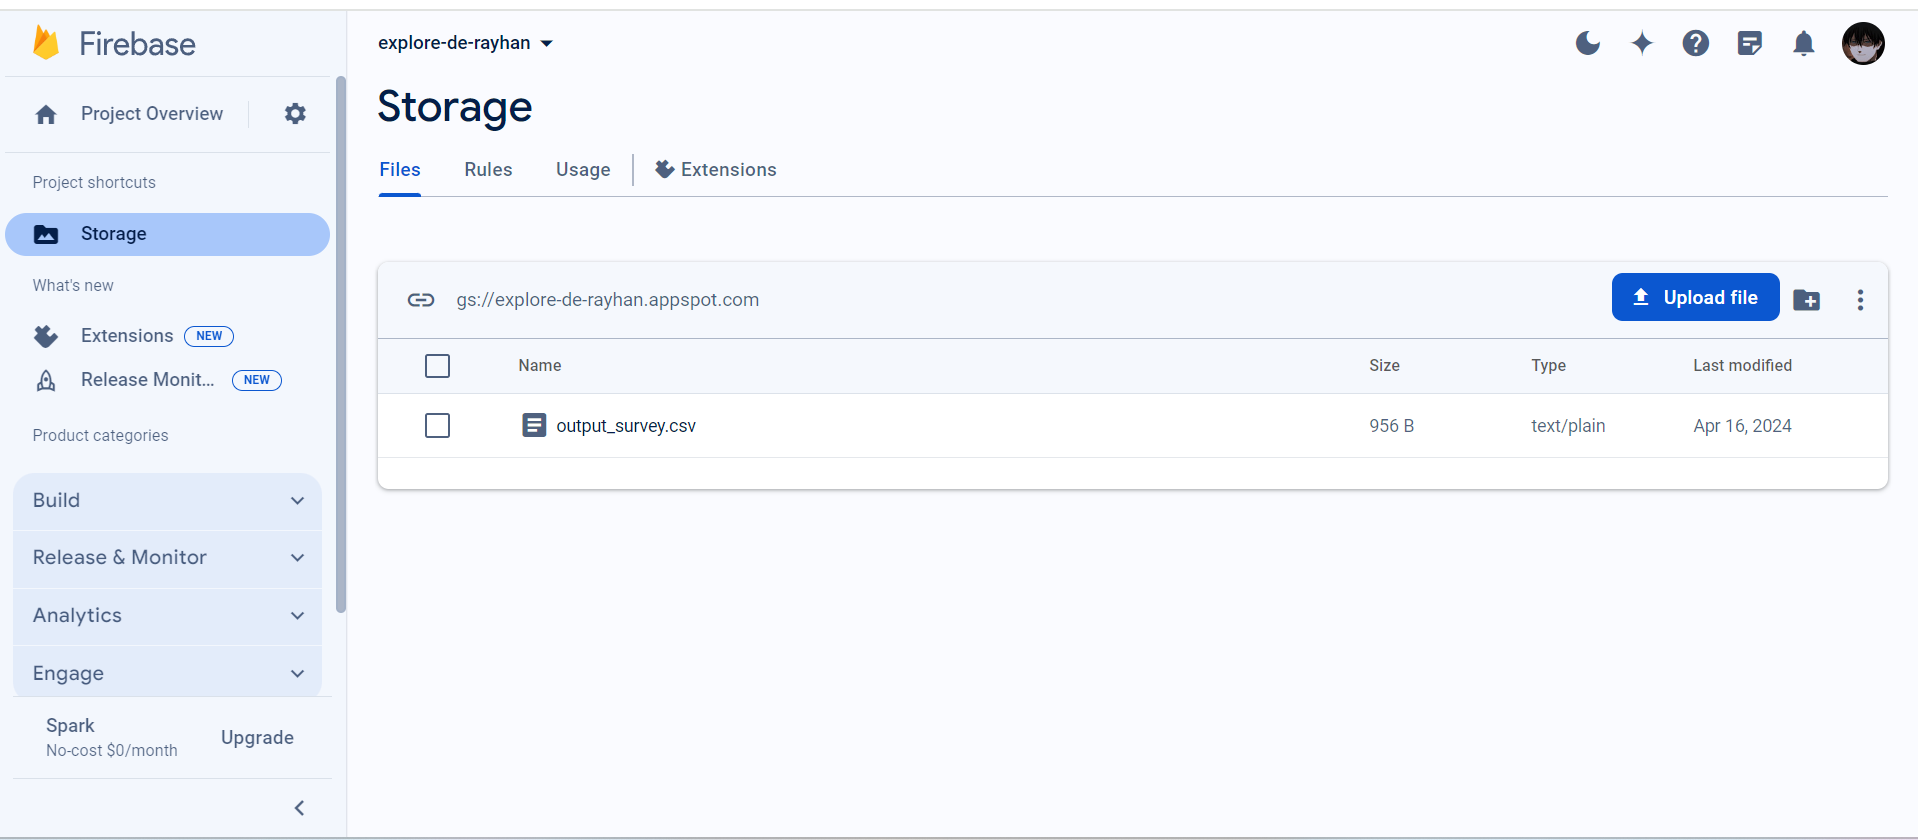 Firebase
explore-de-rayhan
Project Overview
Storage
Files
Rules
Usage
Extensions
Project shortcuts
Storage
What's new
Extensions NEW
Release Monit... NEW
Product categories
Build
Release & Monitor
Analytics
Engage
Spark
No-cost $0/month
Upgrade
gs://explore-de-rayhan.appspot.com
Upload file
Name Size Type Last modified
output_survey.csv 956 B text/plain Apr 16, 2024